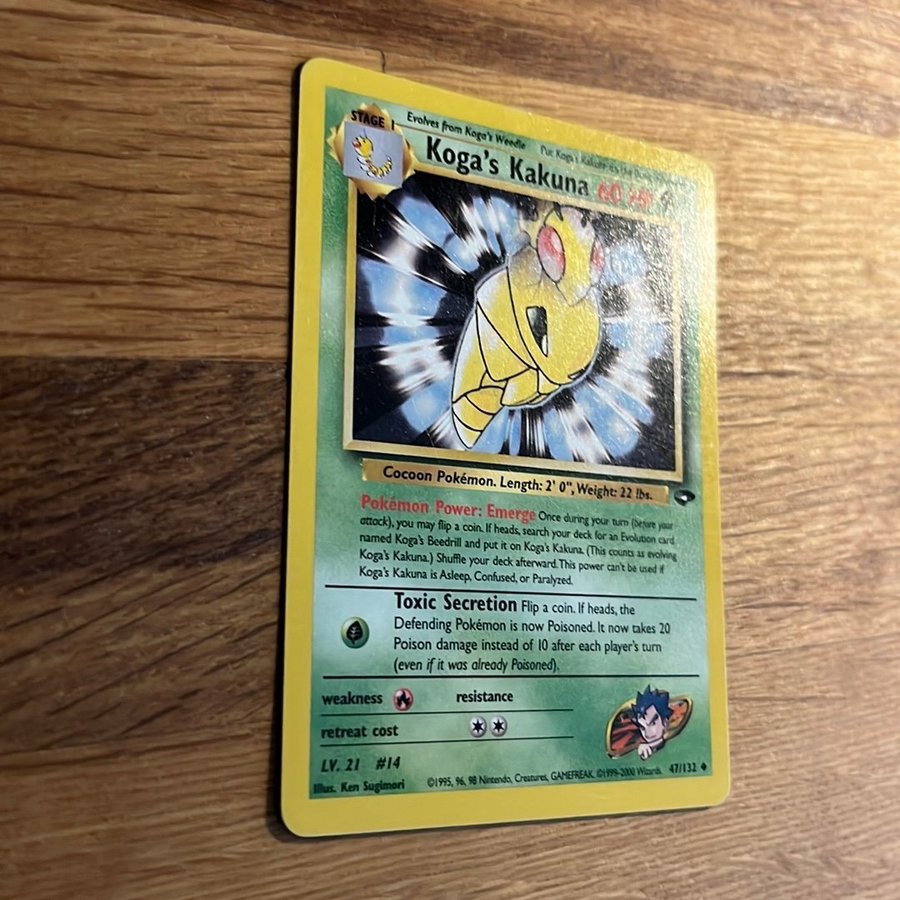 STAGE 1
Evolves from Koga's Weedle
Put Koga's Kakuna on the
Koga's Kakuna 60 HP
Cocoon Pokémon. Length: 2' 0", Weight: 22 lbs.
Pokémon Power: Emerge Once during your turn (before your
attack), you may flip a coin. If heads, search your deck for an Evolution card
named Koga's Beedrill and put it on Koga's Kakuna. (This counts as evolving
Koga's Kakuna.) Shuffle your deck afterward. This power can't be used if
Koga's Kakuna is Asleep, Confused, or Paralyzed.
Toxic Secretion Flip a coin. If heads, the
Defending Pokémon is now Poisoned. It now takes 20
Poison damage instead of 10 after each player's turn
(even if it was already Poisoned).
weakness
resistance
retreat cost
LV. 21 #14
Illus. Ken Sugimori
©1995, 96, 98 Nintendo, Creatures, GAMEFREAK. ©1999-2000 Wizards. 47/132